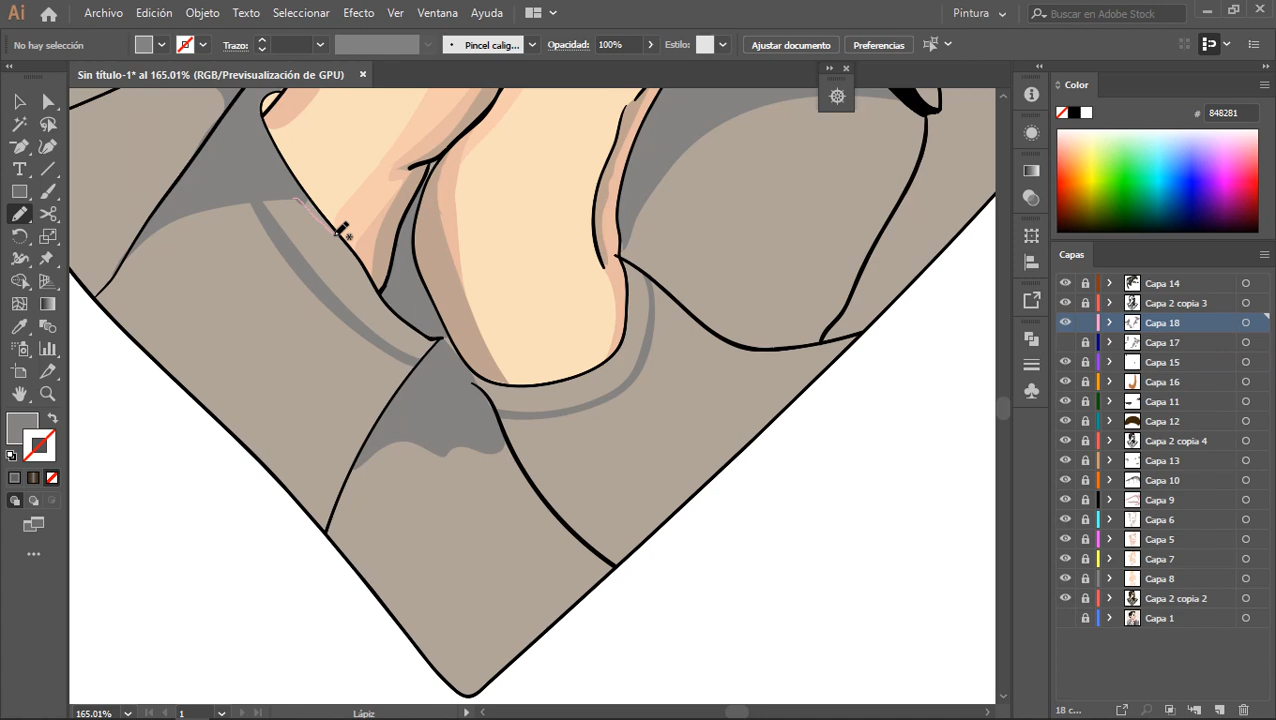 Ai Archivo Edición Objeto Texto Seleccionar Efecto Ver Ventana Ayuda Pintura Buscar en Adobe Stock
No hay selección Trazo: Pincel calig... Opacidad: 100% Estilo: Ajustar documento Preferencias
Sin título-1* al 165.01% (RGB/Previsualización de GPU)
Color
# 848281
Capas
Capa 14
Capa 2 copia 3
Capa 18
Capa 17
Capa 15
Capa 16
Capa 11
Capa 12
Capa 2 copia 4
Capa 13
Capa 10
Capa 9
Capa 6
Capa 5
Capa 7
Capa 8
Capa 2 copia 2
Capa 1
165.01% 1 Lápiz 18 c...